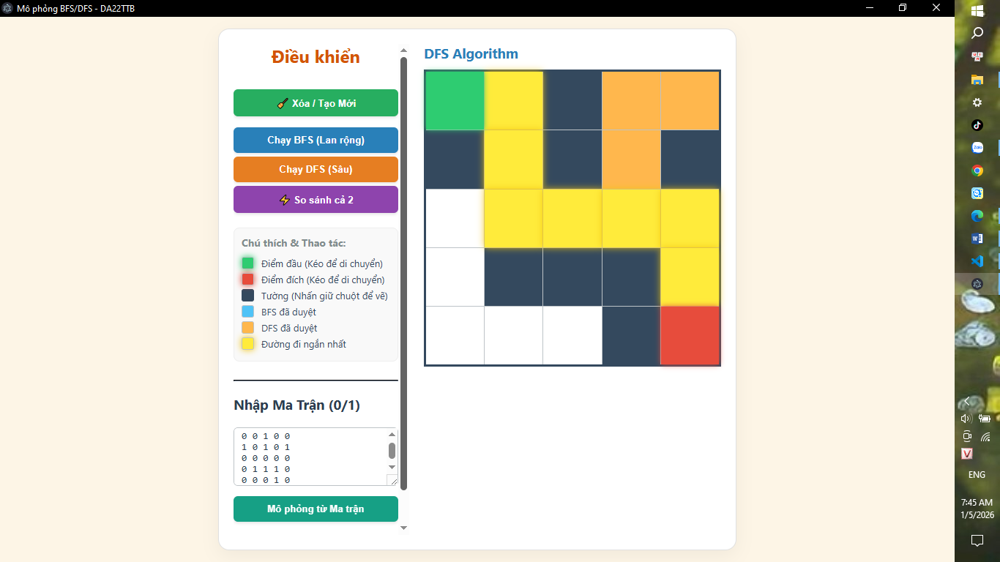 Mô phỏng BFS/DFS - DA22TTB
Điều khiển
Xóa / Tạo Mới
Chạy BFS (Lan rộng)
Chạy DFS (Sâu)
So sánh cả 2
Chú thích & Thao tác:
Điểm đầu (Kéo để di chuyển)
Điểm đích (Kéo để di chuyển)
Tường (Nhấn giữ chuột để vẽ)
BFS đã duyệt
DFS đã duyệt
Đường đi ngắn nhất
Nhập Ma Trận (0/1)
0 0 1 0 0
1 0 1 0 1
0 0 0 0 0
0 1 1 1 0
0 0 0 1 0
Mô phỏng từ Ma trận
DFS Algorithm
Zalo
V
ENG
7:45 AM
1/5/2026